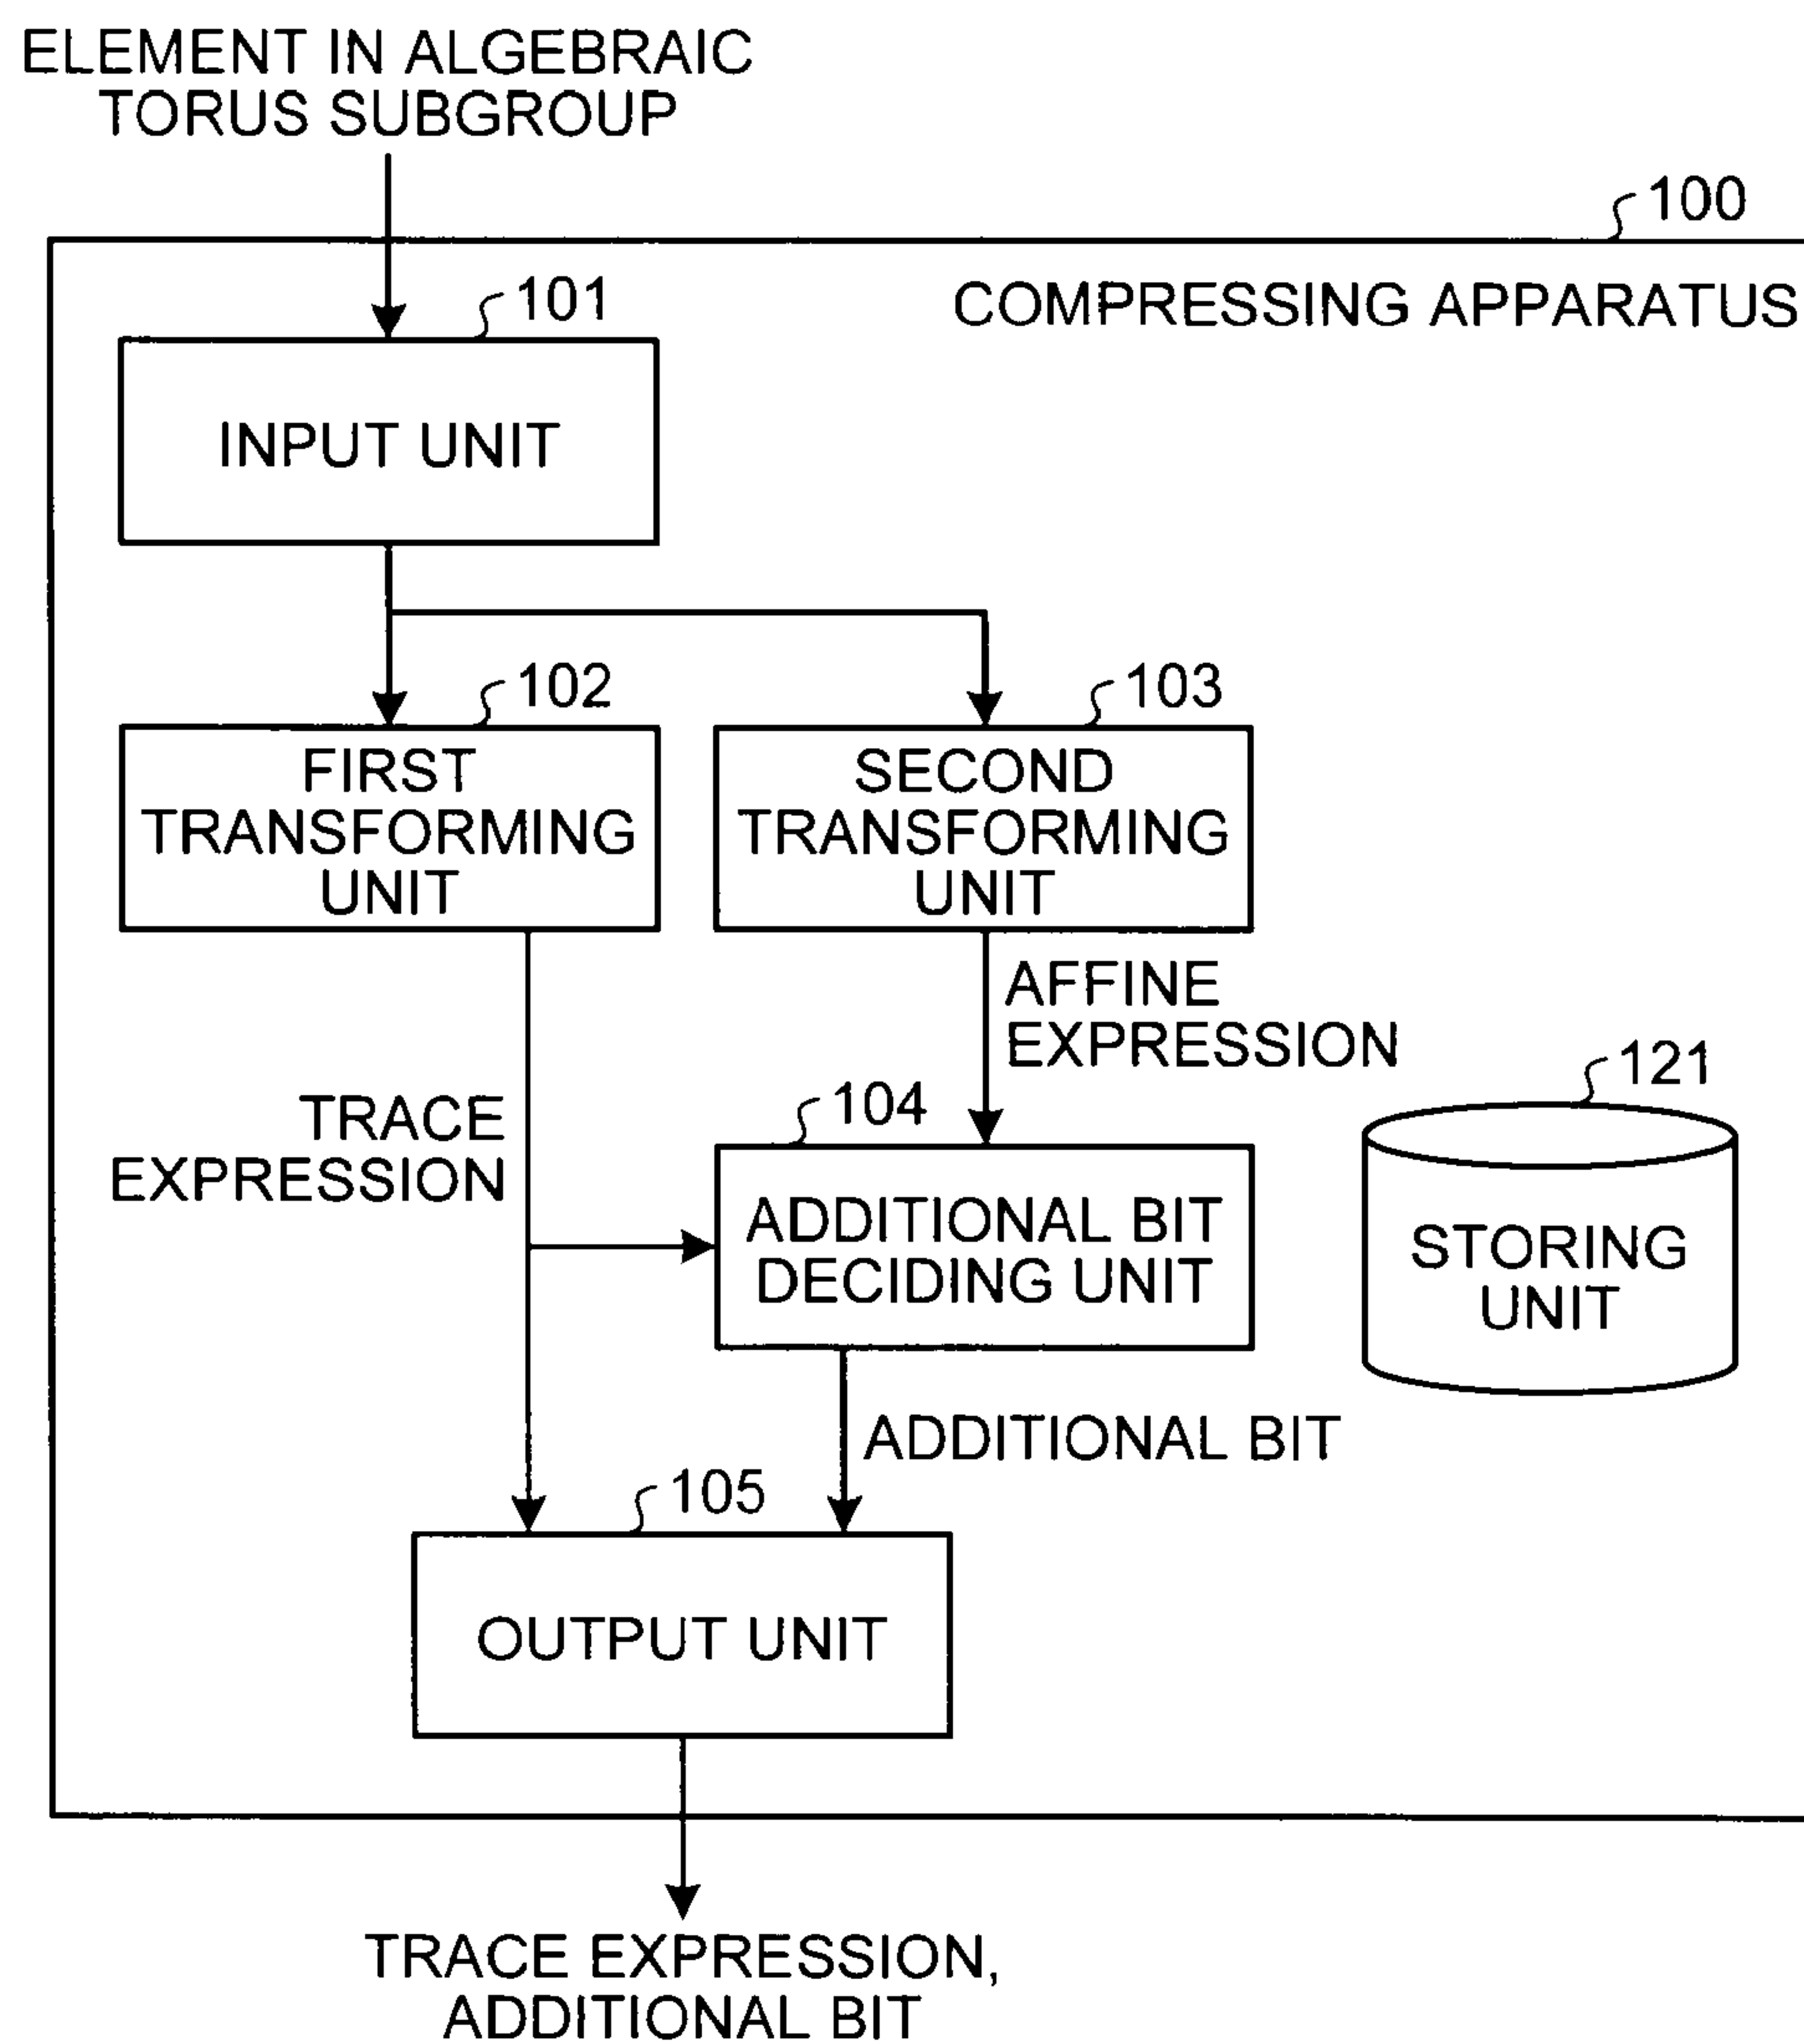 ELEMENT IN ALGEBRAIC
TORUS SUBGROUP
100
COMPRESSING APPARATUS
101
INPUT UNIT
102
FIRST
TRANSFORMING
UNIT
103
SECOND
TRANSFORMING
UNIT
AFFINE
EXPRESSION
TRACE
EXPRESSION
104
ADDITIONAL BIT
DECIDING UNIT
121
STORING
UNIT
ADDITIONAL BIT
105
OUTPUT UNIT
TRACE EXPRESSION,
ADDITIONAL BIT